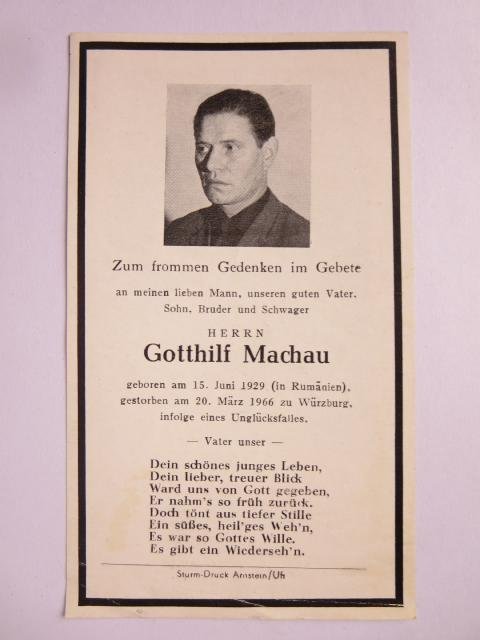 Zum frommen Gedenken im Gebete
an meinen lieben Mann, unseren guten Vater,
Sohn, Bruder und Schwager
HERRN
Gotthilf Machau
geboren am 15. Juni 1929 (in Rumänien),
gestorben am 20. März 1966 zu Würzburg,
infolge eines Unglücksfalles.
— Vater unser —
Dein schönes junges Leben,
Dein lieber, treuer Blick
Ward uns von Gott gegeben,
Er nahm's so früh zurück.
Doch tönt aus tiefer Stille
Ein süßes, heil'ges Weh'n,
Es war so Gottes Wille.
Es gibt ein Wiederseh'n.
Sturm-Druck Arnstein/Ufr